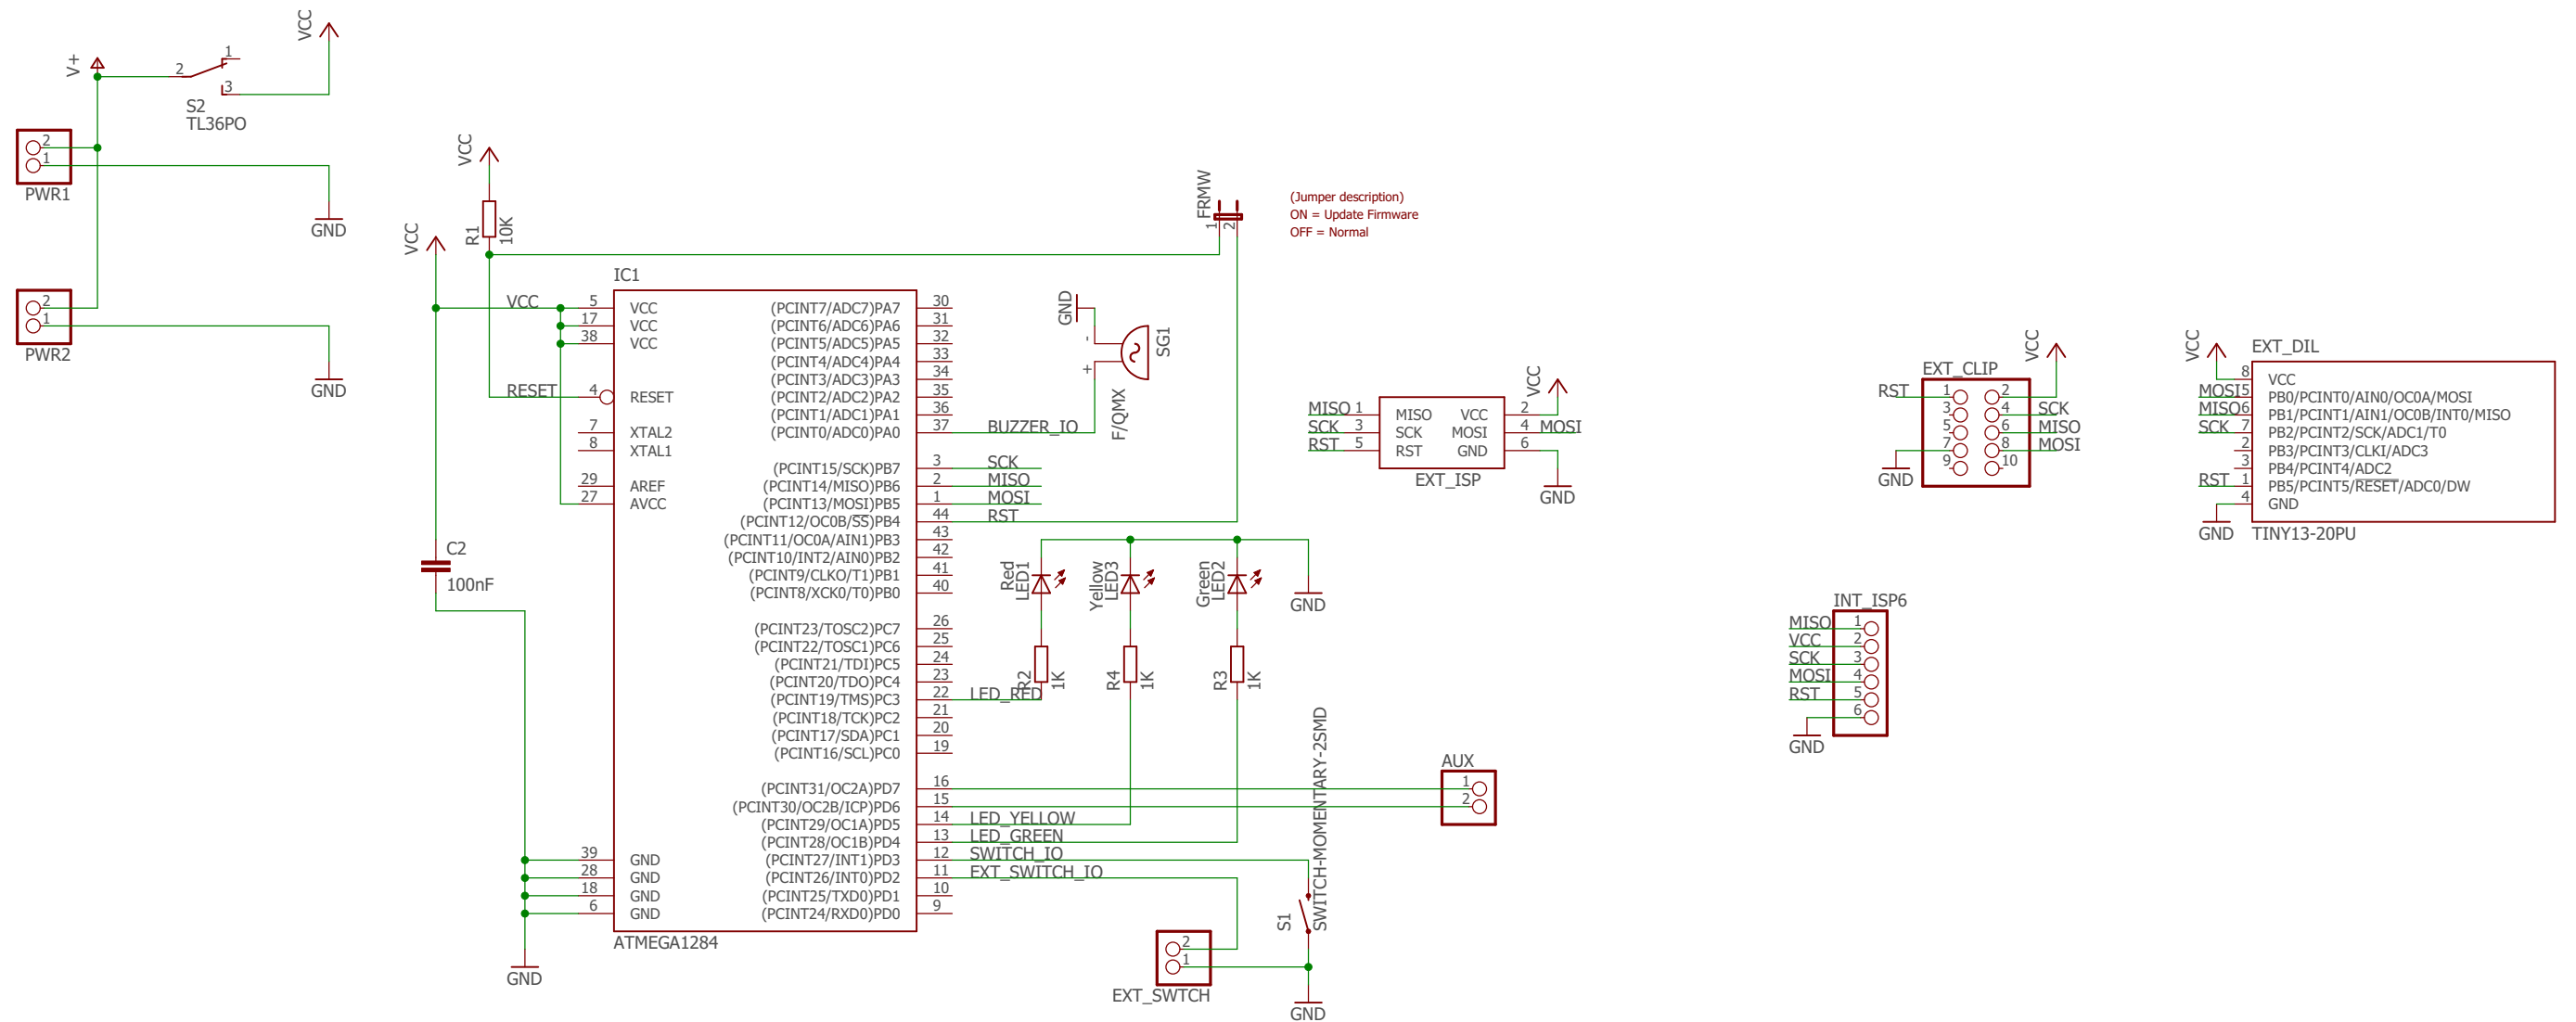 V+
VCC
2
1
3
S2
TL36PO
2
1
PWR1
GND
2
1
PWR2
GND
VCC
R1
10K
VCC
C2
100nF
GND
FRMW
1
2
(Jumper description)
ON = Update Firmware
OFF = Normal
IC1
VCC 5 VCC (PCINT7/ADC7)PA7 30
17 VCC (PCINT6/ADC6)PA6 31
38 VCC (PCINT5/ADC5)PA5 32
(PCINT4/ADC4)PA4 33
(PCINT3/ADC3)PA3 34
RESET 4 RESET (PCINT2/ADC2)PA2 35
(PCINT1/ADC1)PA1 36
7 XTAL2 (PCINT0/ADC0)PA0 37 BUZZER_IO
8 XTAL1
(PCINT15/SCK)PB7 3 SCK
29 AREF (PCINT14/MISO)PB6 2 MISO
27 AVCC (PCINT13/MOSI)PB5 1 MOSI
(PCINT12/OC0B/SS)PB4 44 RST
(PCINT11/OC0A/AIN1)PB3 43
(PCINT10/INT2/AIN0)PB2 42
(PCINT9/CLKO/T1)PB1 41
(PCINT8/XCK0/T0)PB0 40
(PCINT23/TOSC2)PC7 26
(PCINT22/TOSC1)PC6 25
(PCINT21/TDI)PC5 24
(PCINT20/TDO)PC4 23
(PCINT19/TMS)PC3 22 LED_RED
(PCINT18/TCK)PC2 21
(PCINT17/SDA)PC1 20
(PCINT16/SCL)PC0 19
(PCINT31/OC2A)PD7 16
(PCINT30/OC2B/ICP)PD6 15
(PCINT29/OC1A)PD5 14 LED_YELLOW
(PCINT28/OC1B)PD4 13 LED_GREEN
39 GND (PCINT27/INT1)PD3 12 SWITCH_IO
28 GND (PCINT26/INT0)PD2 11 EXT_SWITCH_IO
18 GND (PCINT25/TXD0)PD1 10
6 GND (PCINT24/RXD0)PD0 9
ATMEGA1284
GND
-
+
SG1
F/QMX
Red
LED1
Yellow
LED3
Green
LED2
GND
R2
1K
R4
1K
R3
1K
AUX
1
2
SWITCH-MOMENTARY-2SMD
S1
2
1
EXT_SWTCH
GND
VCC
MISO 1 MISO VCC 2
SCK 3 SCK MOSI 4 MOSI
RST 5 RST GND 6
EXT_ISP
GND
VCC
EXT_CLIP
RST 1 2
3 4 SCK
5 6 MISO
7 8 MOSI
9 10
GND
INT_ISP6
MISO 1
VCC 2
SCK 3
MOSI 4
RST 5
6
GND
VCC
EXT_DIL
8 VCC
MOSI 5 PB0/PCINT0/AIN0/OC0A/MOSI
MISO 6 PB1/PCINT1/AIN1/OC0B/INT0/MISO
SCK 7 PB2/PCINT2/SCK/ADC1/T0
2 PB3/PCINT3/CLKI/ADC3
3 PB4/PCINT4/ADC2
RST 1 PB5/PCINT5/RESET/ADC0/DW
4 GND
GND
TINY13-20PU